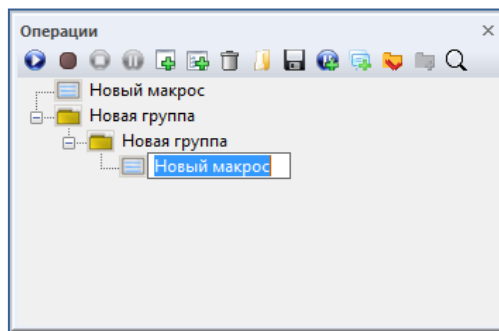 Операции
Новый макрос
Новая группа
Новая группа
Новый макрос